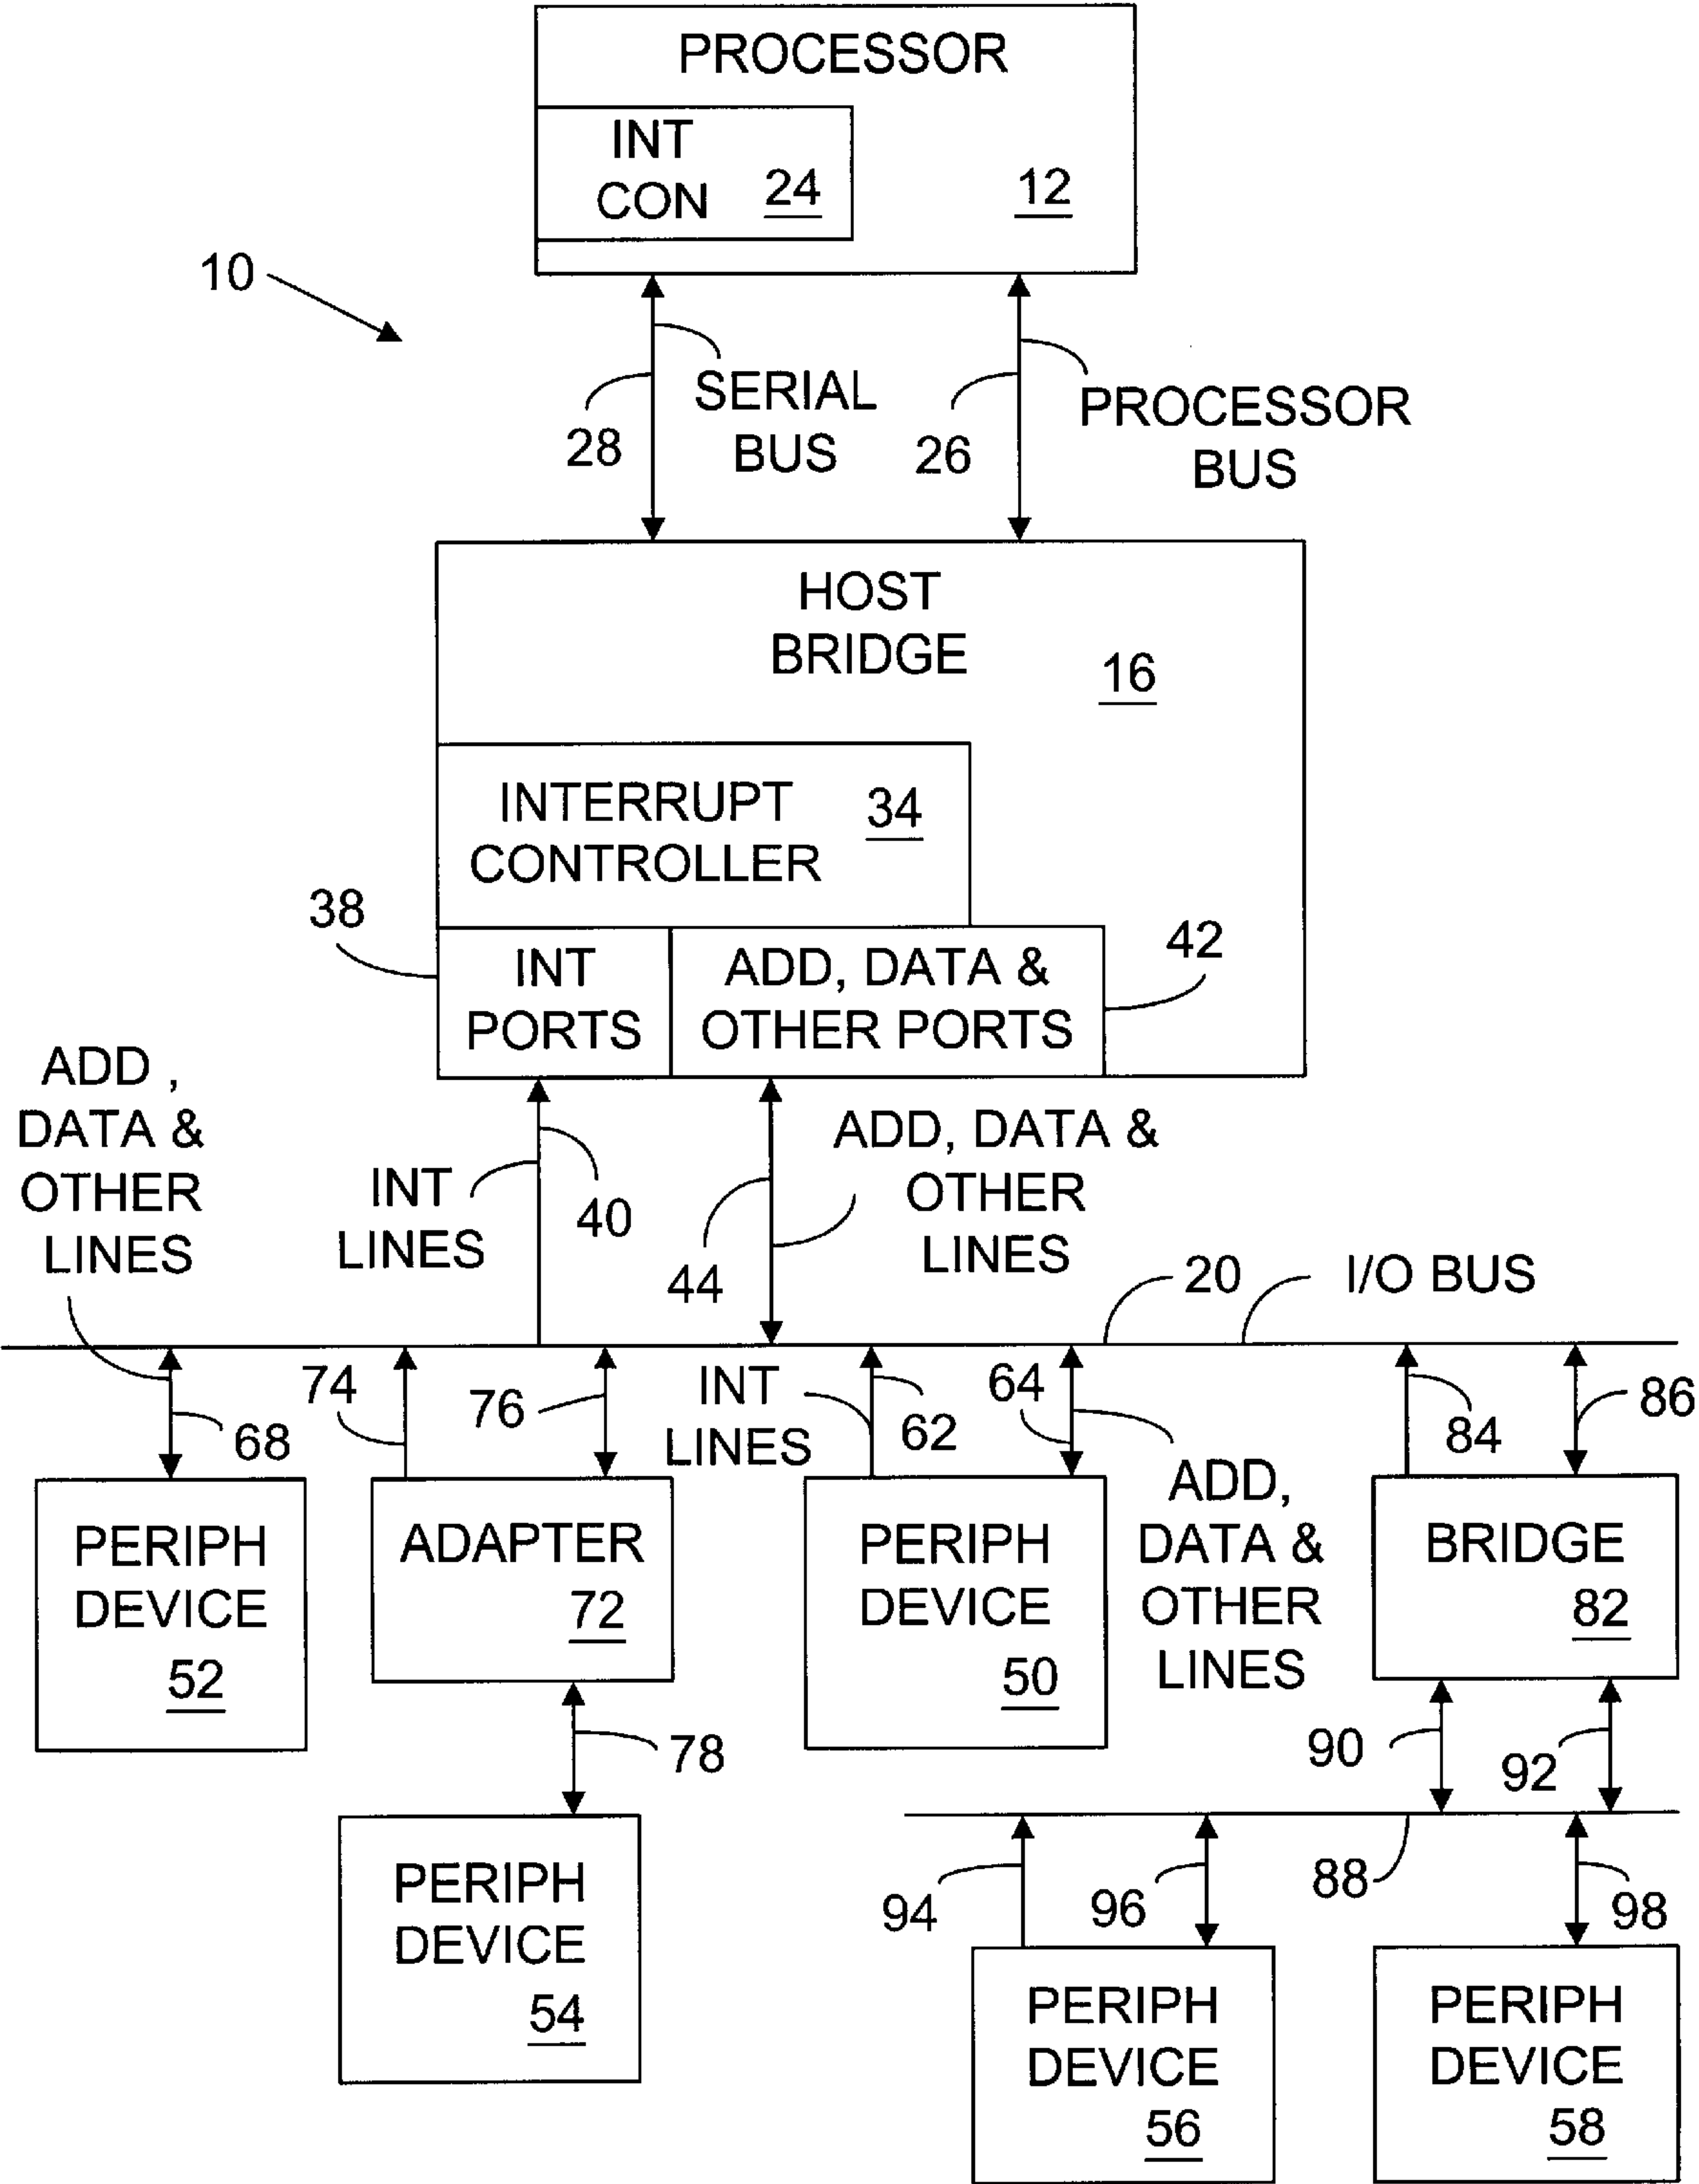 PROCESSOR
INT
CON
24
12
10
SERIAL
BUS
28
26
PROCESSOR
BUS
HOST
BRIDGE
16
INTERRUPT
CONTROLLER
34
38
INT
PORTS
ADD, DATA &
OTHER PORTS
42
ADD ,
DATA &
OTHER
LINES
INT
LINES
40
44
ADD, DATA &
OTHER
LINES
20
I/O BUS
68
74
76
INT
LINES
62
64
ADD,
DATA &
OTHER
LINES
84
86
PERIPH
DEVICE
52
ADAPTER
72
PERIPH
DEVICE
50
BRIDGE
82
78
90
92
PERIPH
DEVICE
54
94
96
88
98
PERIPH
DEVICE
56
PERIPH
DEVICE
58